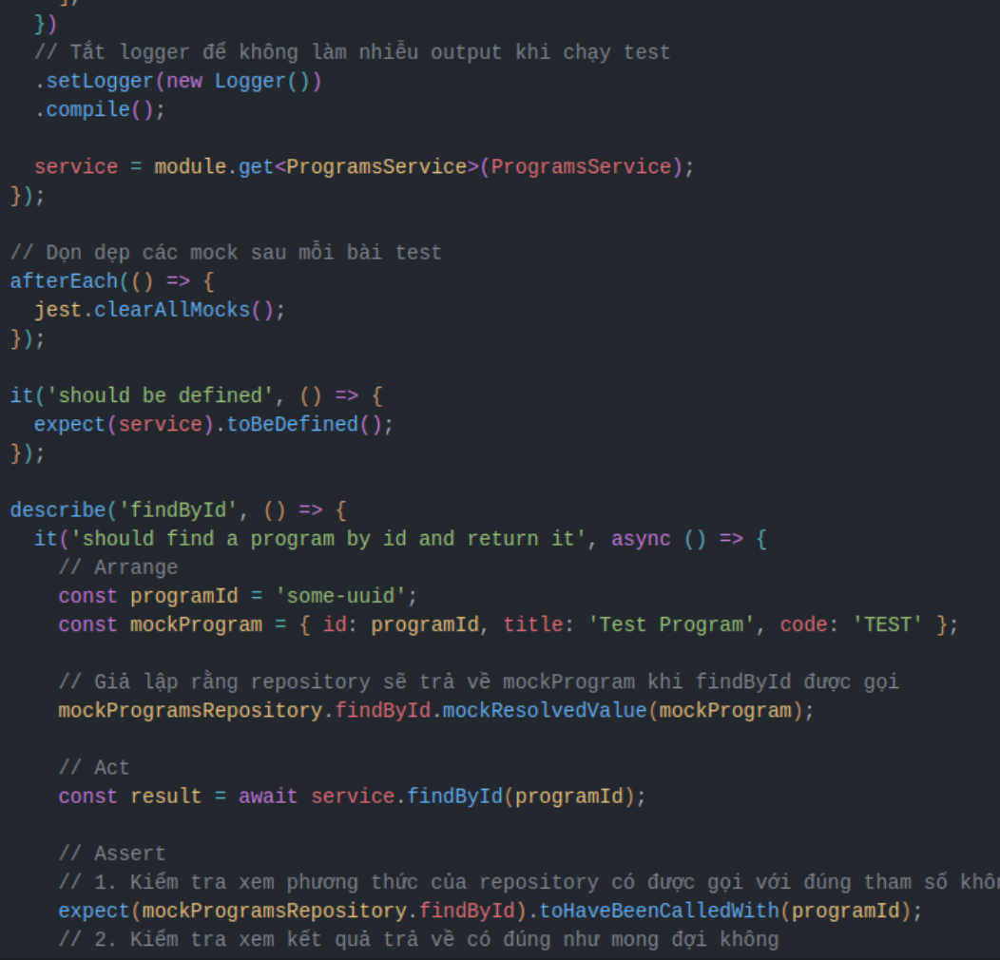 ];
})
// Tắt logger để không làm nhiễu output khi chạy test
.setLogger(new Logger())
.compile();
service = module.get<ProgramsService>(ProgramsService);
});
// Dọn dẹp các mock sau mỗi bài test
afterEach(() => {
jest.clearAllMocks();
});
it('should be defined', () => {
expect(service).toBeDefined();
});
describe('findById', () => {
it('should find a program by id and return it', async () => {
// Arrange
const programId = 'some-uuid';
const mockProgram = { id: programId, title: 'Test Program', code: 'TEST' };
// Giả lập rằng repository sẽ trả về mockProgram khi findById được gọi
mockProgramsRepository.findById.mockResolvedValue(mockProgram);
// Act
const result = await service.findById(programId);
// Assert
// 1. Kiểm tra xem phương thức của repository có được gọi với đúng tham số
expect(mockProgramsRepository.findById).toHaveBeenCalledWith(programId);
// 2. Kiểm tra xem kết quả trả về có đúng như mong đợi không